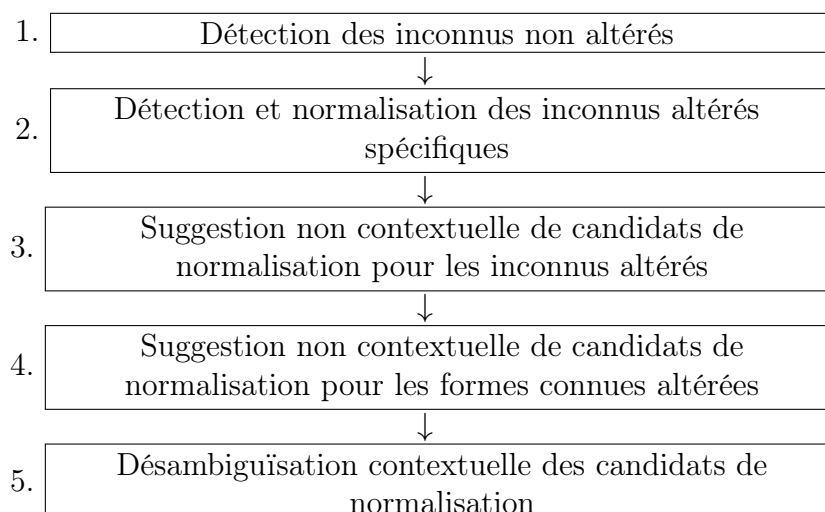 1. Détection des inconnus non altérés
↓
2. Détection et normalisation des inconnus altérés
spécifiques
↓
3. Suggestion non contextuelle de candidats de
normalisation pour les inconnus altérés
↓
4. Suggestion non contextuelle de candidats de
normalisation pour les formes connues altérées
↓
5. Désambiguïsation contextuelle des candidats de
normalisation